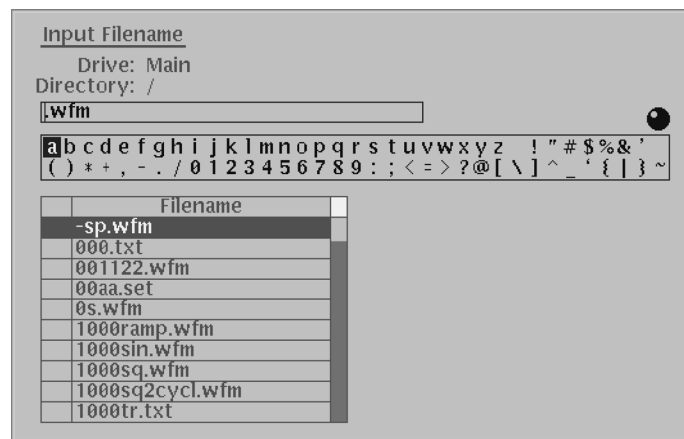 Input Filename
Drive: Main
Directory: /
.wfm
a b c d e f g h i j k l m n o p q r s t u v w x y z ! " # $ % & '
( ) * + , - . / 0 1 2 3 4 5 6 7 8 9 : ; < = > ? @ [ \ ] ^ _ ‘ { | } ~
Filename
-sp.wfm
000.txt
001122.wfm
00aa.set
0s.wfm
1000ramp.wfm
1000sin.wfm
1000sq.wfm
1000sq2cycl.wfm
1000tr.txt